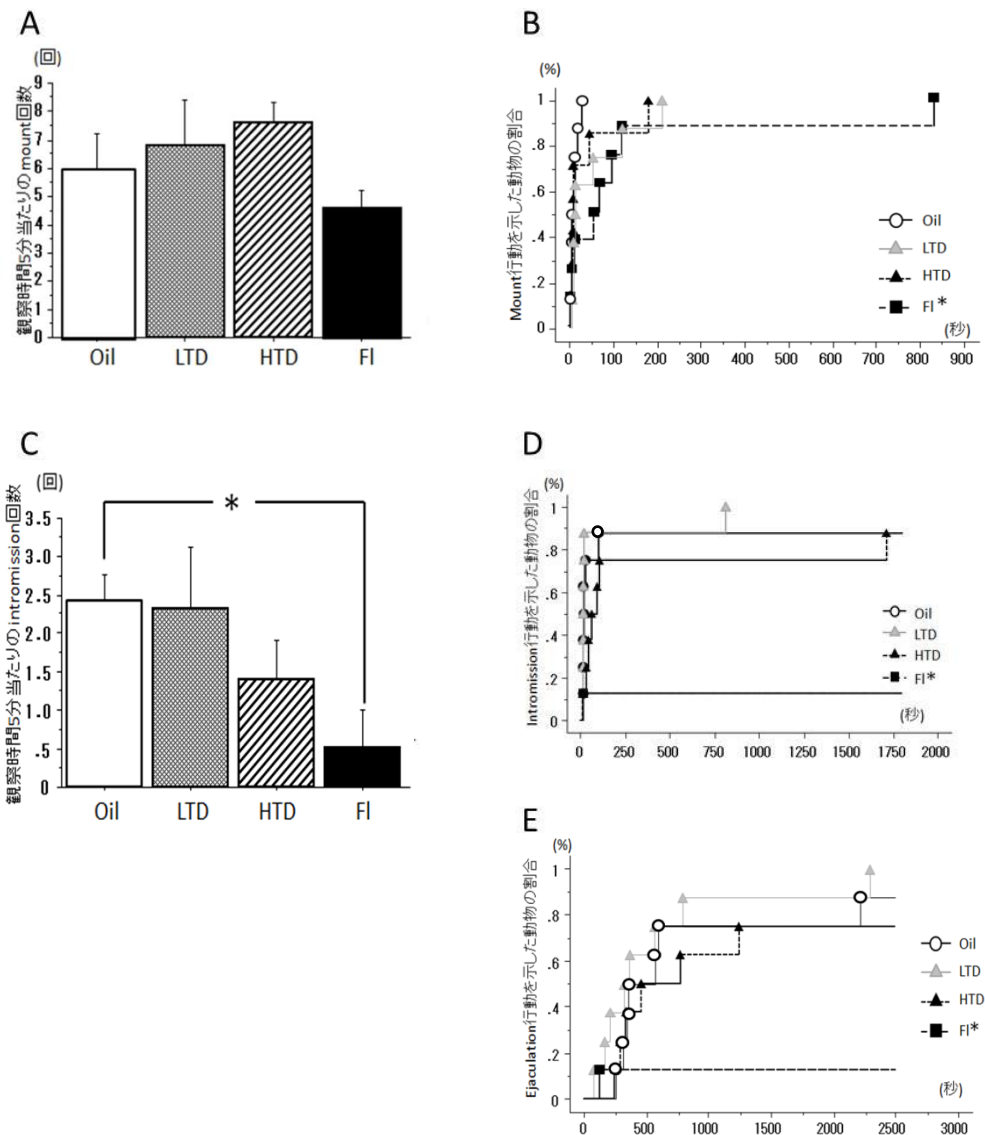 A
(回)
観察時間5分当たりのmount回数
9
8
7
6
5
4
3
2
1
0
Oil
LTD
HTD
Fl
B
(%)
Mount行動を示した動物の割合
1
.8
.6
.4
.2
0
Oil
LTD
HTD
Fl*
(秒)
0 100 200 300 400 500 600 700 800 900
C
(回)
観察時間5分当たりのintromission回数
3.5
3.0
2.5
2.0
1.5
1.0
.5
0
*
Oil
LTD
HTD
Fl
D
(%)
Intromission行動を示した動物の割合
1
.8
.6
.4
.2
0
Oil
LTD
HTD
Fl*
(秒)
0 250 500 750 1000 1250 1500 1750 2000
E
(%)
Ejaculation行動を示した動物の割合
1
.8
.6
.4
.2
0
Oil
LTD
HTD
Fl*
(秒)
0 500 1000 1500 2000 2500 3000